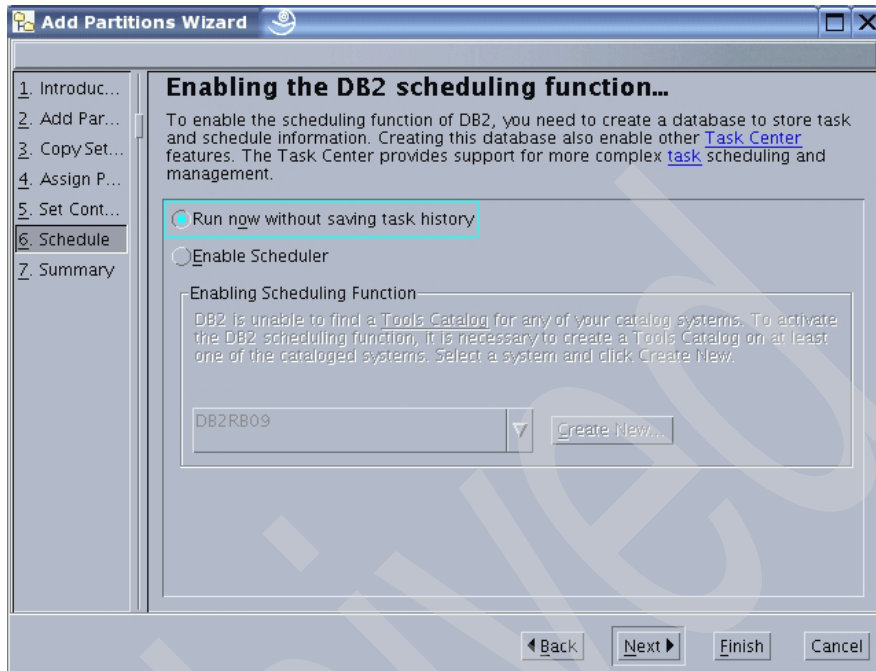 Add Partitions Wizard
1. Introduc...
2. Add Par...
3. Copy Set...
4. Assign P...
5. Set Cont...
6. Schedule
7. Summary
Enabling the DB2 scheduling function...
To enable the scheduling function of DB2, you need to create a database to store task
and schedule information. Creating this database also enable other Task Center
features. The Task Center provides support for more complex task scheduling and
management.
Run now without saving task history
Enable Scheduler
Enabling Scheduling Function
DB2 is unable to find a Tools Catalog for any of your catalog systems. To activate
the DB2 scheduling function, it is necessary to create a Tools Catalog on at least
one of the cataloged systems. Select a system and click Create New.
DB2RB09
Create New...
Back
Next
Finish
Cancel